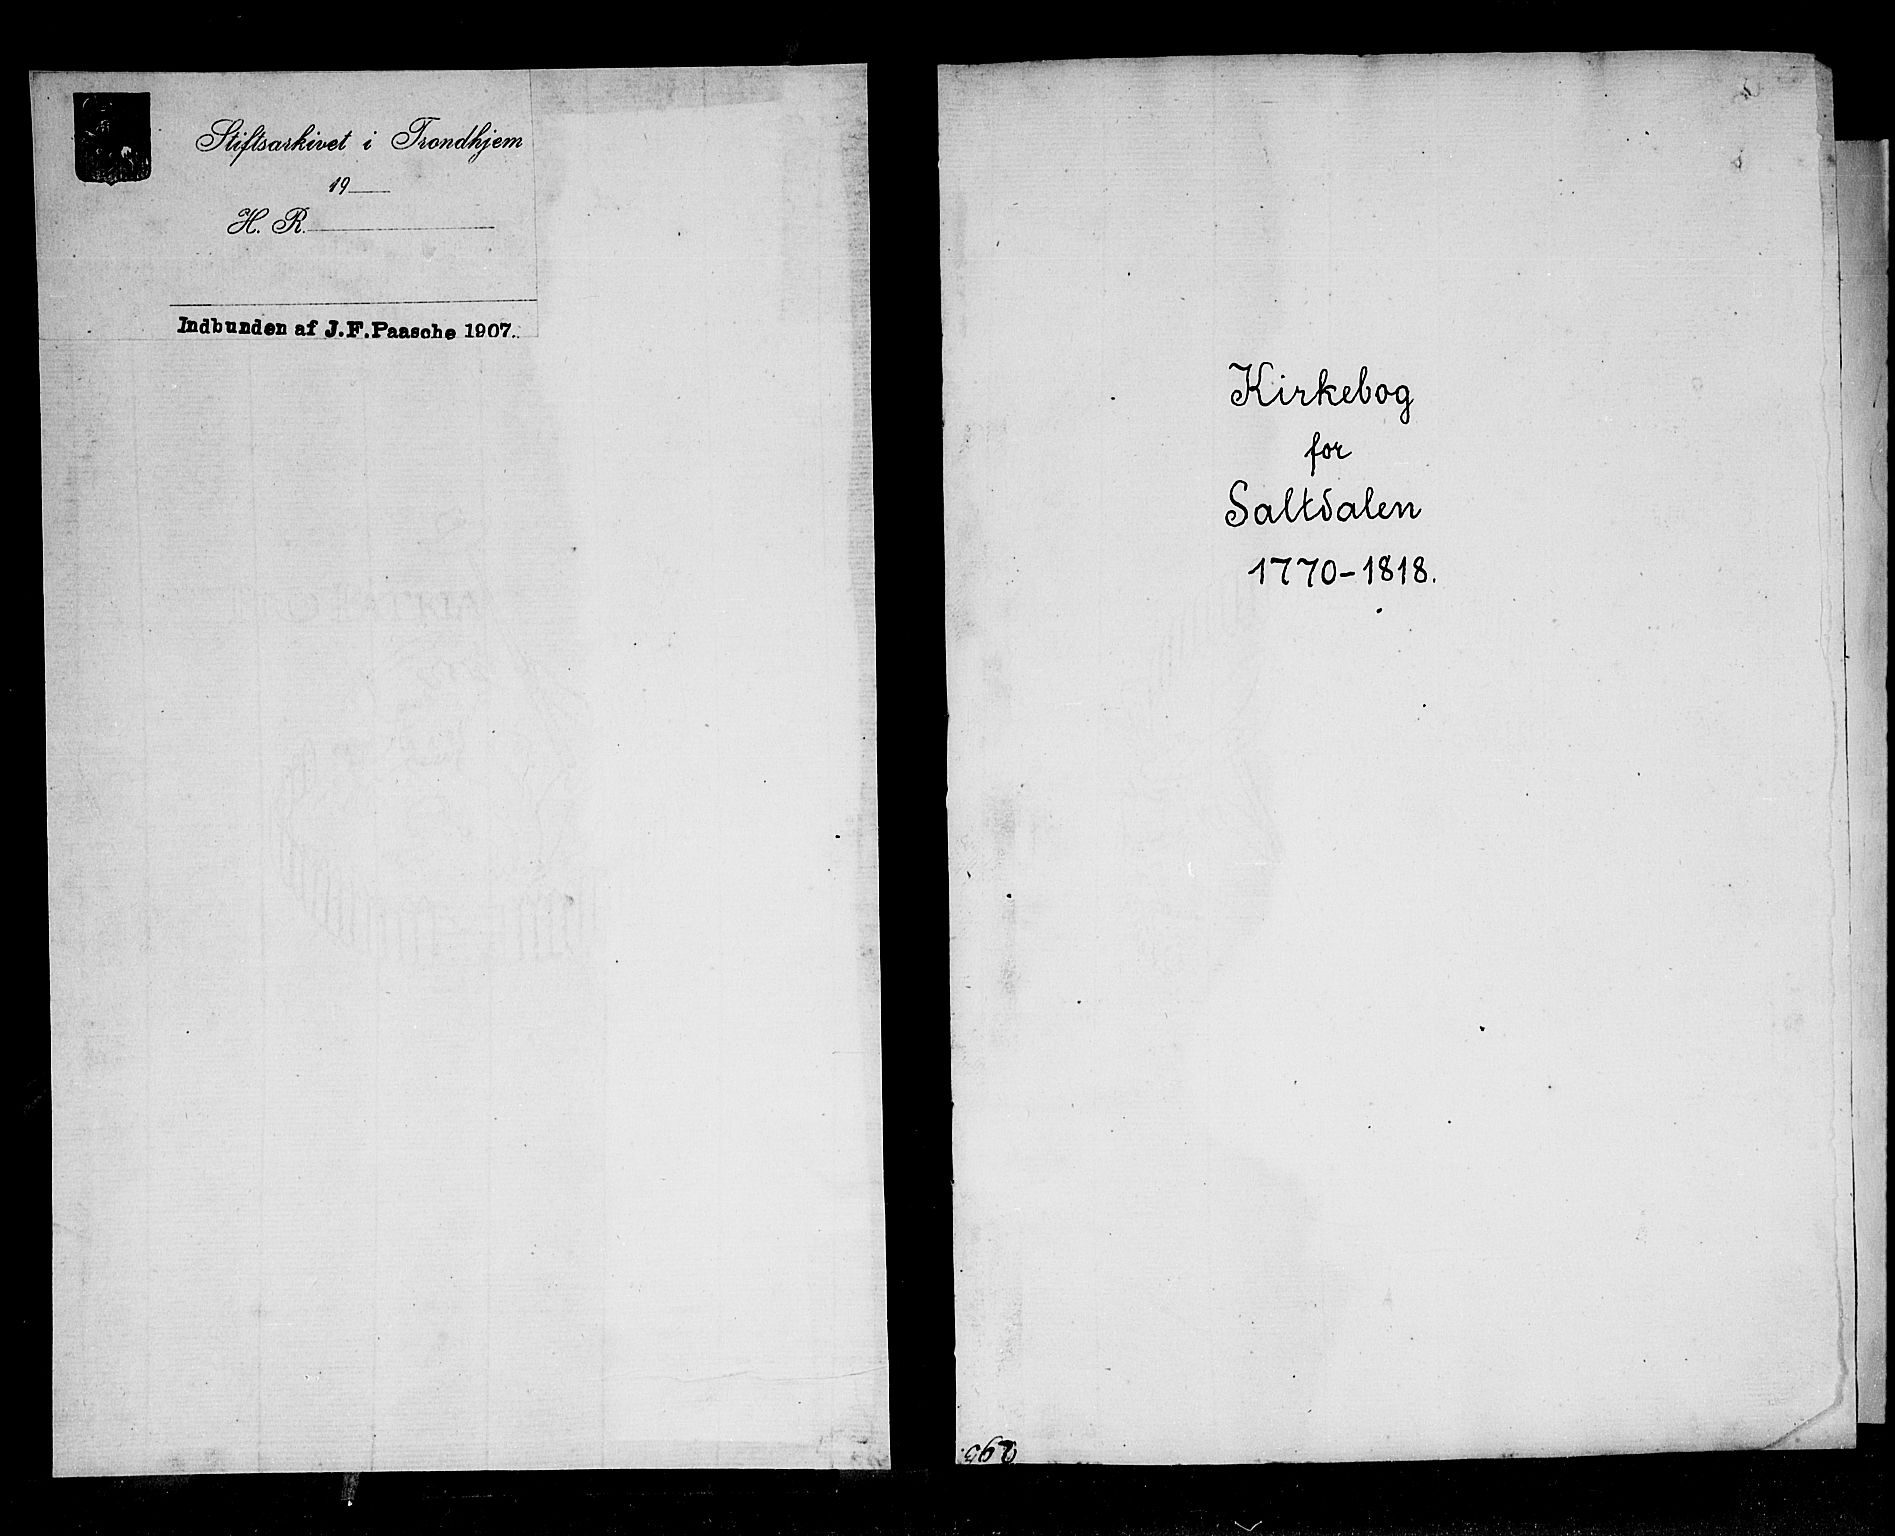 Stiftsarkivet i Trondhjem
19
H. R.
Indbunden af J. F. Paasche 1907.
Kirkebog
for
Saltdalen
1770-1818.